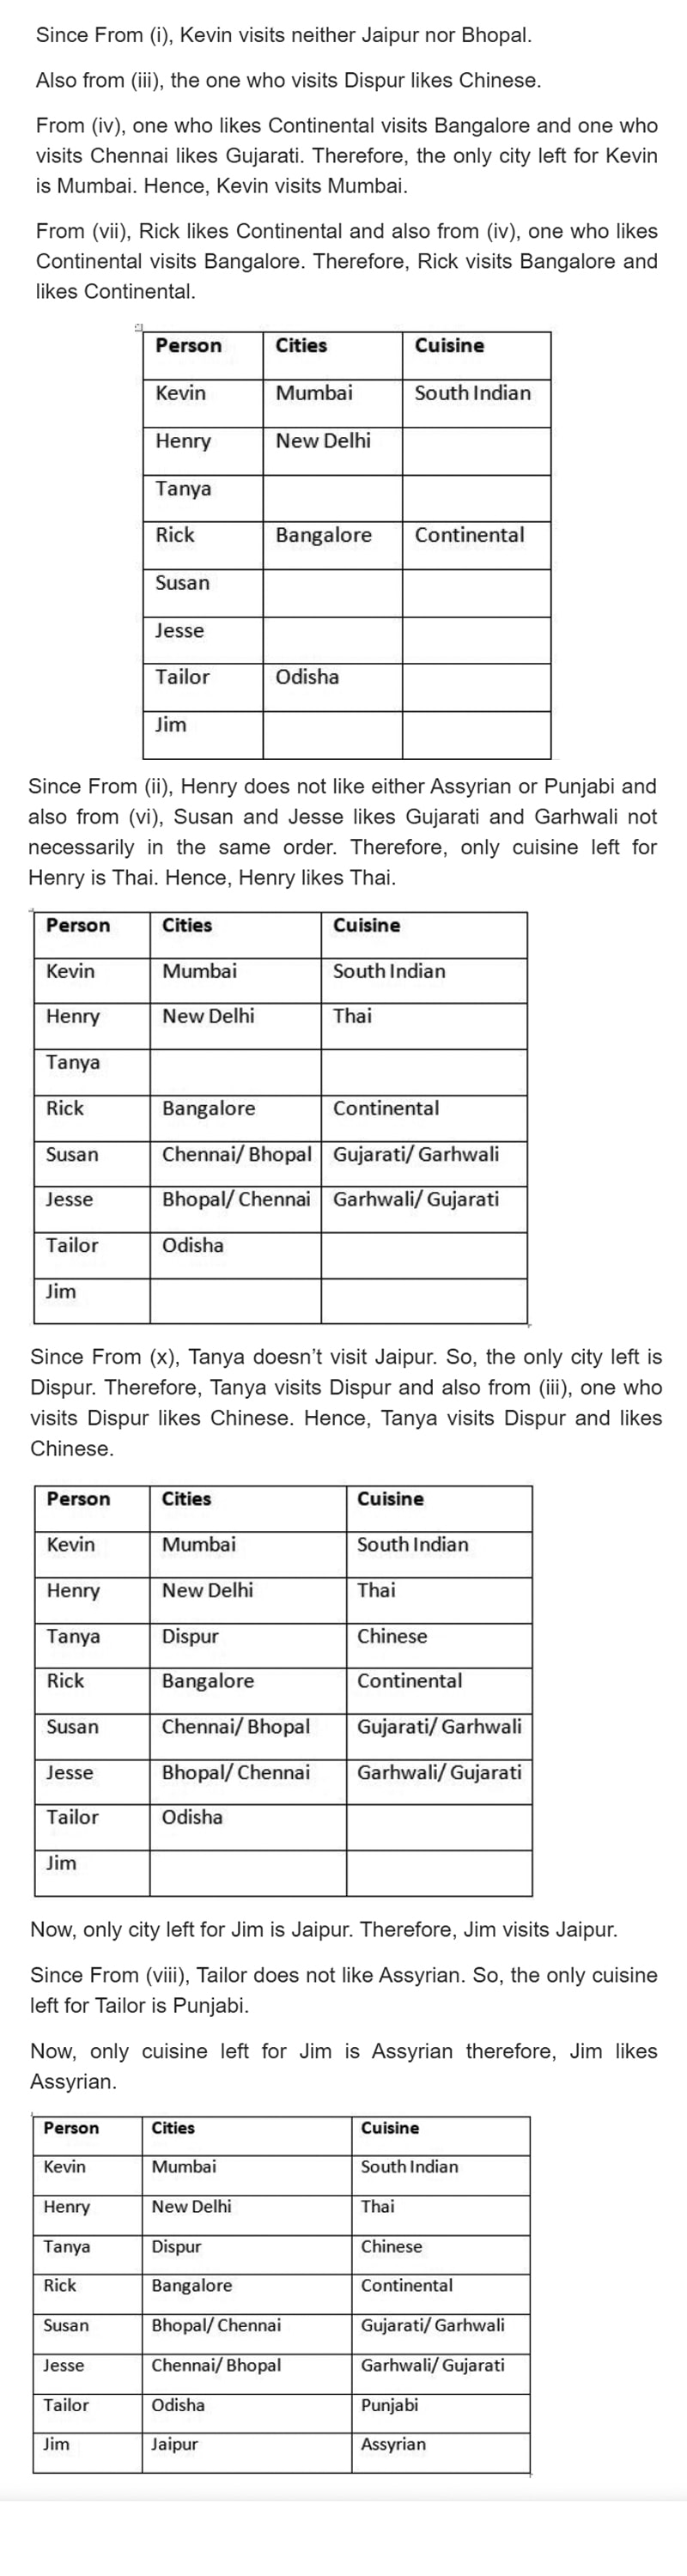 Since From (i), Kevin visits neither Jaipur nor Bhopal.
Also from (iii), the one who visits Dispur likes Chinese.
From (iv), one who likes Continental visits Bangalore and one who
visits Chennai likes Gujarati. Therefore, the only city left for Kevin
is Mumbai. Hence, Kevin visits Mumbai.
From (vii), Rick likes Continental and also from (iv), one who likes
Continental visits Bangalore. Therefore, Rick visits Bangalore and
likes Continental.
Person Cities Cuisine
Kevin Mumbai South Indian
Henry New Delhi
Tanya
Rick Bangalore Continental
Susan
Jesse
Tailor Odisha
Jim
Since From (ii), Henry does not like either Assyrian or Punjabi and
also from (vi), Susan and Jesse likes Gujarati and Garhwali not
necessarily in the same order. Therefore, only cuisine left for
Henry is Thai. Hence, Henry likes Thai.
Person Cities Cuisine
Kevin Mumbai South Indian
Henry New Delhi Thai
Tanya
Rick Bangalore Continental
Susan Chennai/ Bhopal Gujarati/ Garhwali
Jesse Bhopal/ Chennai Garhwali/ Gujarati
Tailor Odisha
Jim
Since From (x), Tanya doesn’t visit Jaipur. So, the only city left is
Dispur. Therefore, Tanya visits Dispur and also from (iii), one who
visits Dispur likes Chinese. Hence, Tanya visits Dispur and likes
Chinese.
Person Cities Cuisine
Kevin Mumbai South Indian
Henry New Delhi Thai
Tanya Dispur Chinese
Rick Bangalore Continental
Susan Chennai/ Bhopal Gujarati/ Garhwali
Jesse Bhopal/ Chennai Garhwali/ Gujarati
Tailor Odisha
Jim
Now, only city left for Jim is Jaipur. Therefore, Jim visits Jaipur.
Since From (viii), Tailor does not like Assyrian. So, the only cuisine
left for Tailor is Punjabi.
Now, only cuisine left for Jim is Assyrian therefore, Jim likes
Assyrian.
Person Cities Cuisine
Kevin Mumbai South Indian
Henry New Delhi Thai
Tanya Dispur Chinese
Rick Bangalore Continental
Susan Bhopal/ Chennai Gujarati/ Garhwali
Jesse Chennai/ Bhopal Garhwali/ Gujarati
Tailor Odisha Punjabi
Jim Jaipur Assyrian